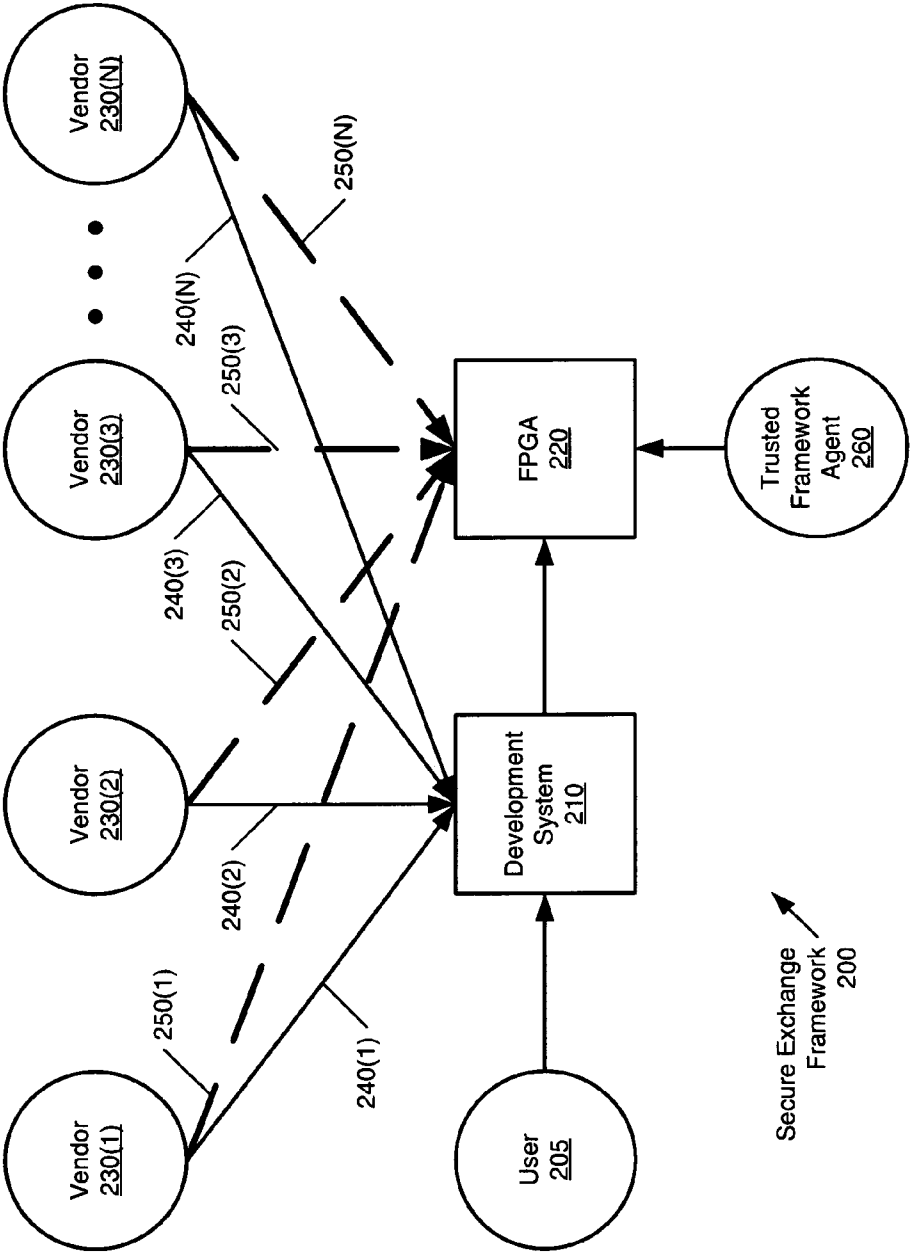 Vendor
230(1)
Vendor
230(2)
Vendor
230(3)
Vendor
230(N)
250(1)
240(1)
240(2)
250(2)
240(3)
250(3)
240(N)
250(N)
User
205
Development
System
210
FPGA
220
Trusted
Framework
Agent
260
Secure Exchange
Framework
200